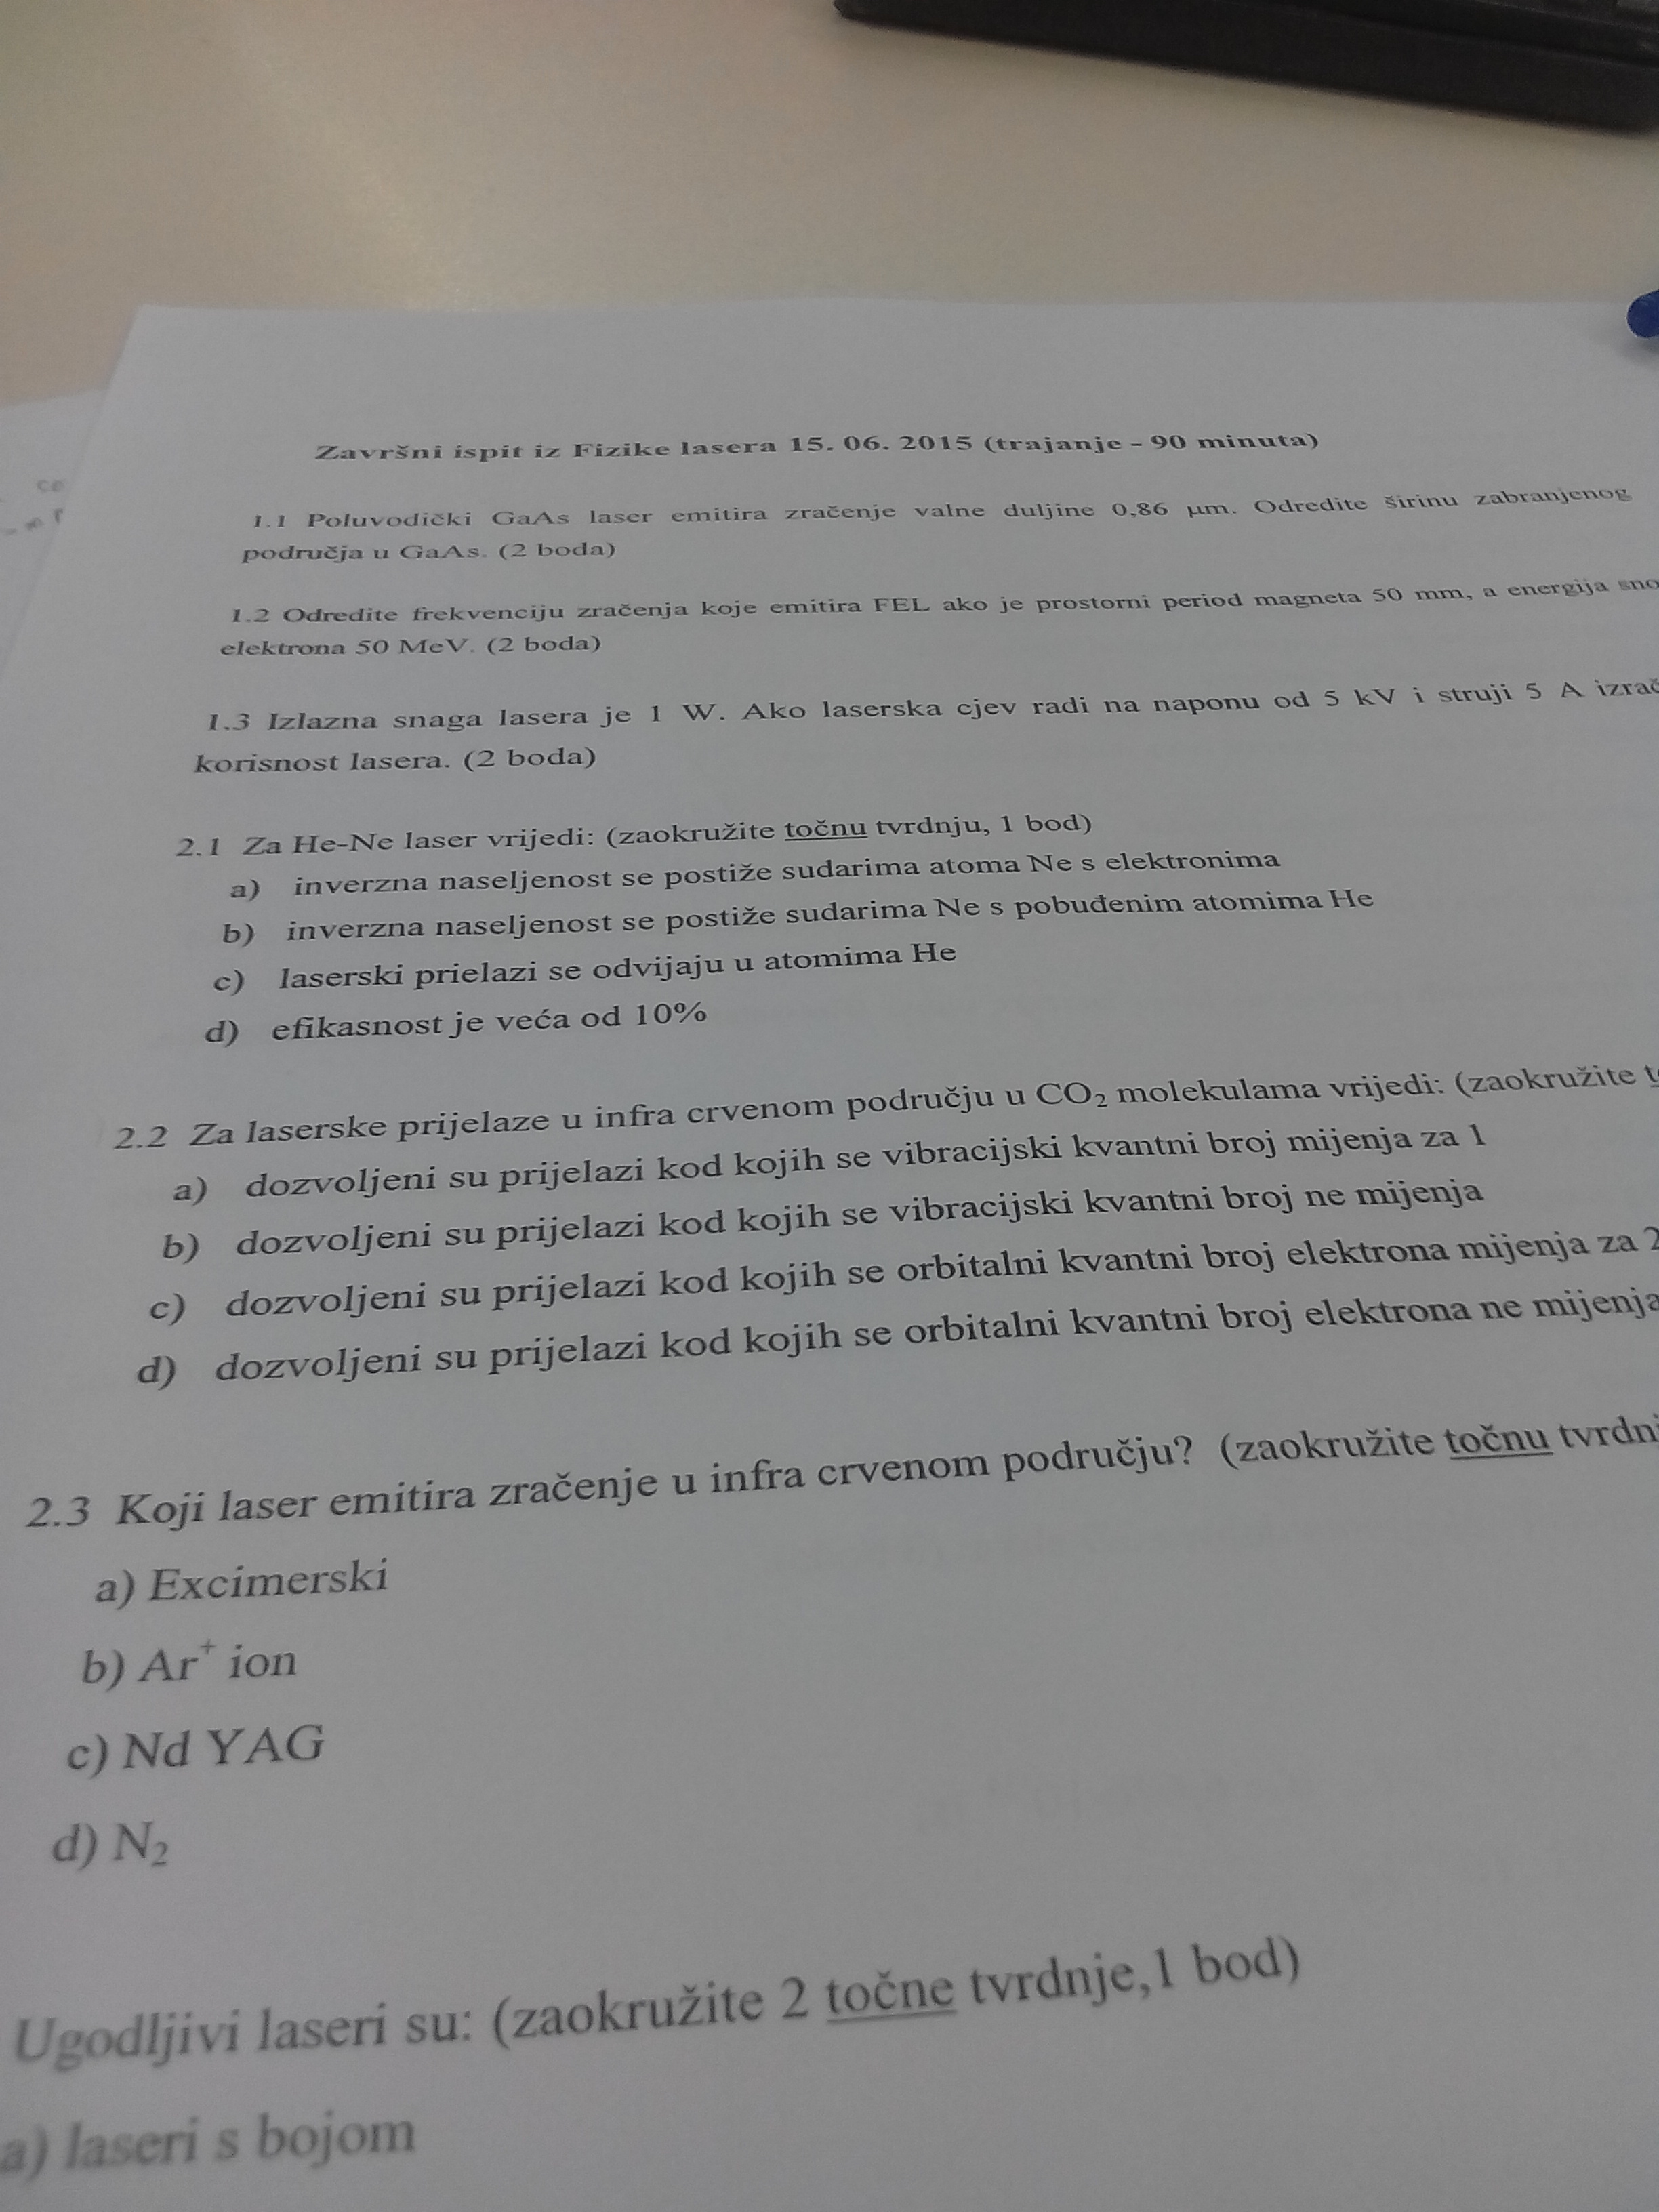 Završni ispit iz Fizike lasera 15. 06. 2015 (trajanje - 90 minuta)
1.1 Poluvodički GaAs laser emitira zračenje valne duljine 0,86 µm. Odredite širinu zabranjenog
područja u GaAs. (2 boda)
1.2 Odredite frekvenciju zračenja koje emitira FEL ako je prostorni period magneta 50 mm, a energija sno
elektrona 50 MeV. (2 boda)
1.3 Izlazna snaga lasera je 1 W. Ako laserska cjev radi na naponu od 5 kV i struji 5 A izrač
korisnost lasera. (2 boda)
2.1 Za He-Ne laser vrijedi: (zaokružite točnu tvrdnju, 1 bod)
a) inverzna naseljenost se postiže sudarima atoma Ne s elektronima
b) inverzna naseljenost se postiže sudarima Ne s pobuđenim atomima He
c) laserski prielazi se odvijaju u atomima He
d) efikasnost je veća od 10%
2.2 Za laserske prijelaze u infra crvenom području u CO₂ molekulama vrijedi: (zaokružite t
a) dozvoljeni su prijelazi kod kojih se vibracijski kvantni broj mijenja za 1
b) dozvoljeni su prijelazi kod kojih se vibracijski kvantni broj ne mijenja
c) dozvoljeni su prijelazi kod kojih se orbitalni kvantni broj elektrona mijenja za 2
d) dozvoljeni su prijelazi kod kojih se orbitalni kvantni broj elektrona ne mijenja
2.3 Koji laser emitira zračenje u infra crvenom području? (zaokružite točnu tvrdnj
a) Excimerski
b) Ar⁺ ion
c) Nd YAG
d) N₂
Ugodljivi laseri su: (zaokružite 2 točne tvrdnje,1 bod)
a) laseri s bojom